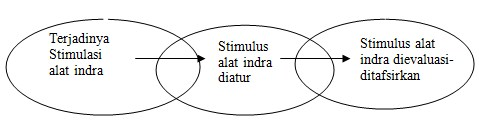 Terjadinya
Stimulasi
alat indra
Stimulus
alat indra
diatur
Stimulus alat
indra dievaluasi-
ditafsirkan